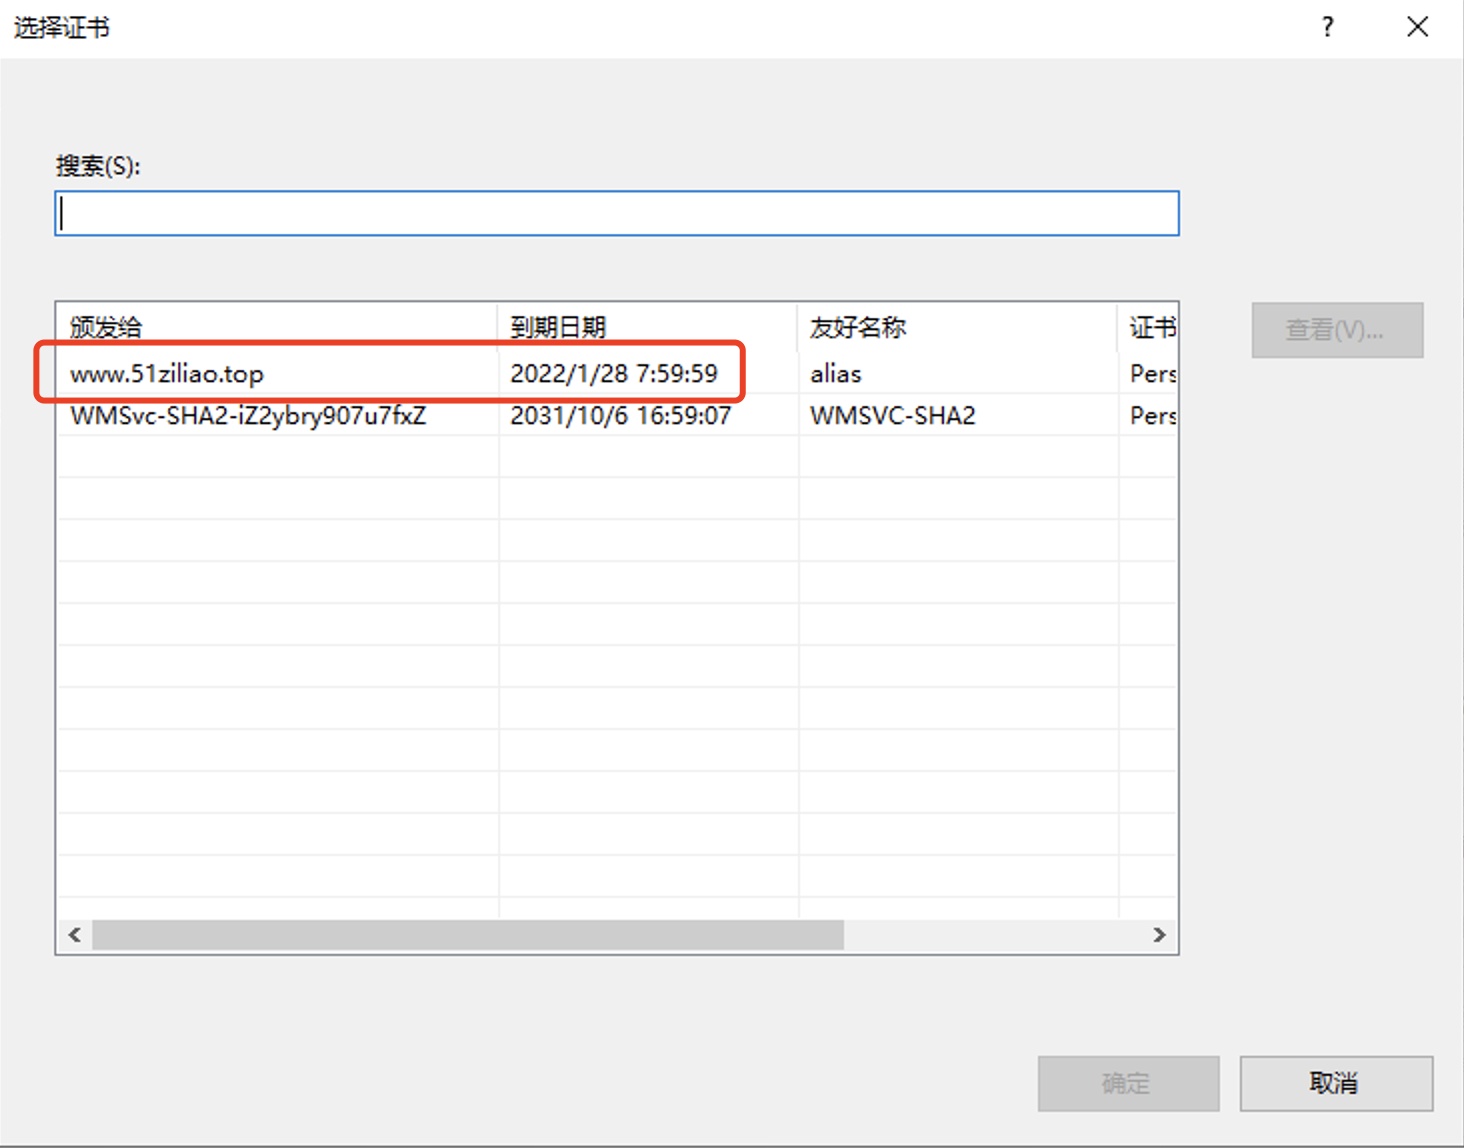 选择证书 ?
搜索(S):
颁发给 到期日期 友好名称 证书
查看(V)...
www.51ziliao.top 2022/1/28 7:59:59 alias Pers
WMSvc-SHA2-iZ2ybry907u7fxZ 2031/10/6 16:59:07 WMSVC-SHA2 Pers
确定 取消